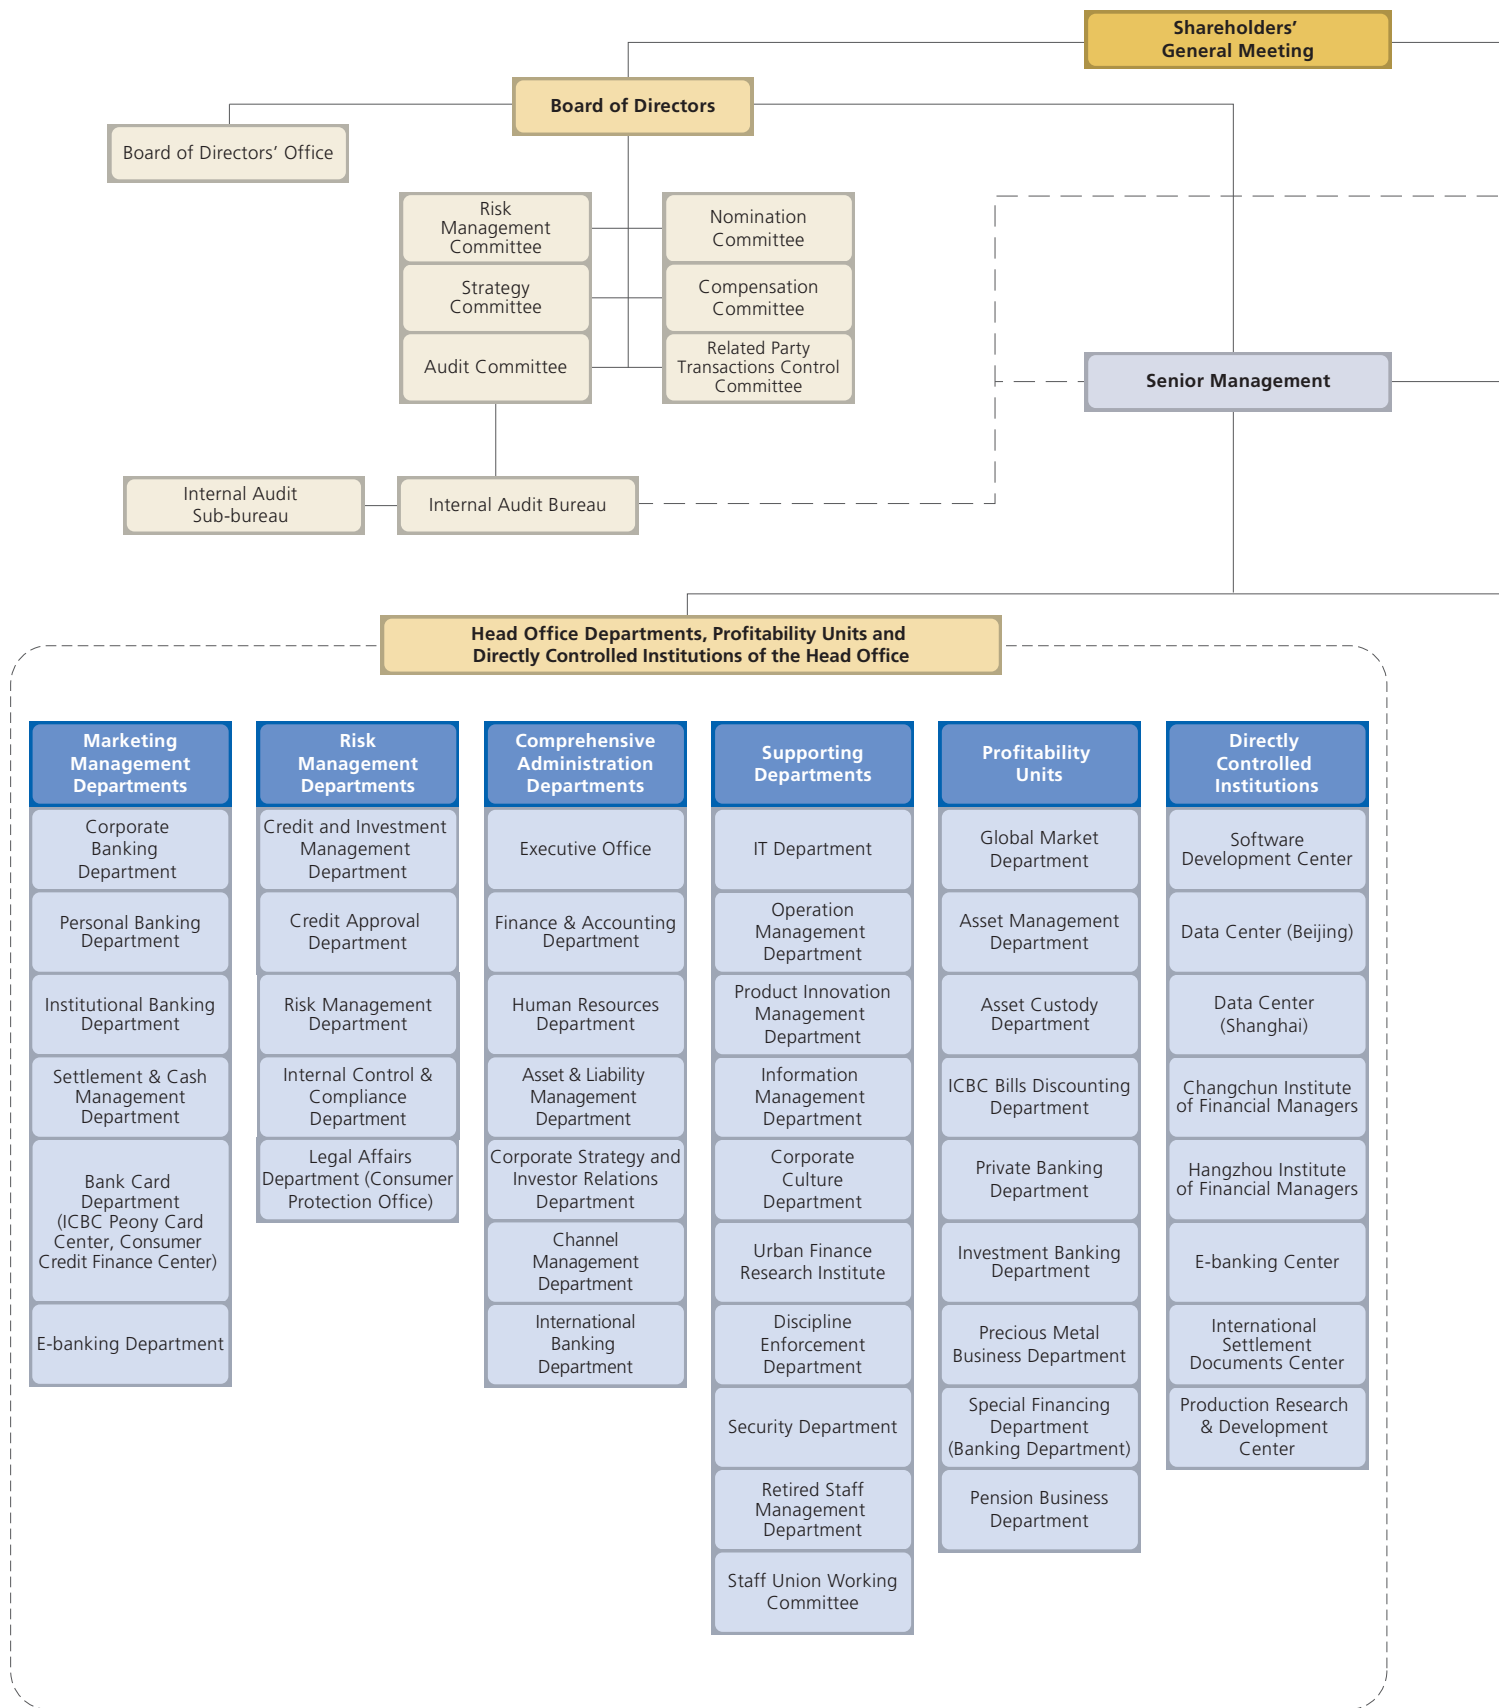 Shareholders’
General Meeting
Board of Directors
Board of Directors’ Office
Risk
Management
Committee
Nomination
Committee
Strategy
Committee
Compensation
Committee
Audit Committee
Related Party
Transactions Control
Committee
Senior Management
Internal Audit
Sub-bureau
Internal Audit Bureau
Head Office Departments, Profitability Units and
Directly Controlled Institutions of the Head Office
Marketing
Management
Departments
Corporate
Banking
Department
Personal Banking
Department
Institutional Banking
Department
Settlement & Cash
Management
Department
Bank Card
Department
(ICBC Peony Card
Center, Consumer
Credit Finance Center)
E-banking Department
Risk
Management
Departments
Credit and Investment
Management
Department
Credit Approval
Department
Risk Management
Department
Internal Control &
Compliance
Department
Legal Affairs
Department (Consumer
Protection Office)
Comprehensive
Administration
Departments
Executive Office
Finance & Accounting
Department
Human Resources
Department
Asset & Liability
Management
Department
Corporate Strategy and
Investor Relations
Department
Channel
Management
Department
International
Banking
Department
Supporting
Departments
IT Department
Operation
Management
Department
Product Innovation
Management
Department
Information
Management
Department
Corporate
Culture
Department
Urban Finance
Research Institute
Discipline
Enforcement
Department
Security Department
Retired Staff
Management
Department
Staff Union Working
Committee
Profitability
Units
Global Market
Department
Asset Management
Department
Asset Custody
Department
ICBC Bills Discounting
Department
Private Banking
Department
Investment Banking
Department
Precious Metal
Business Department
Special Financing
Department
(Banking Department)
Pension Business
Department
Directly
Controlled
Institutions
Software
Development Center
Data Center (Beijing)
Data Center
(Shanghai)
Changchun Institute
of Financial Managers
Hangzhou Institute
of Financial Managers
E-banking Center
International
Settlement
Documents Center
Production Research
& Development
Center